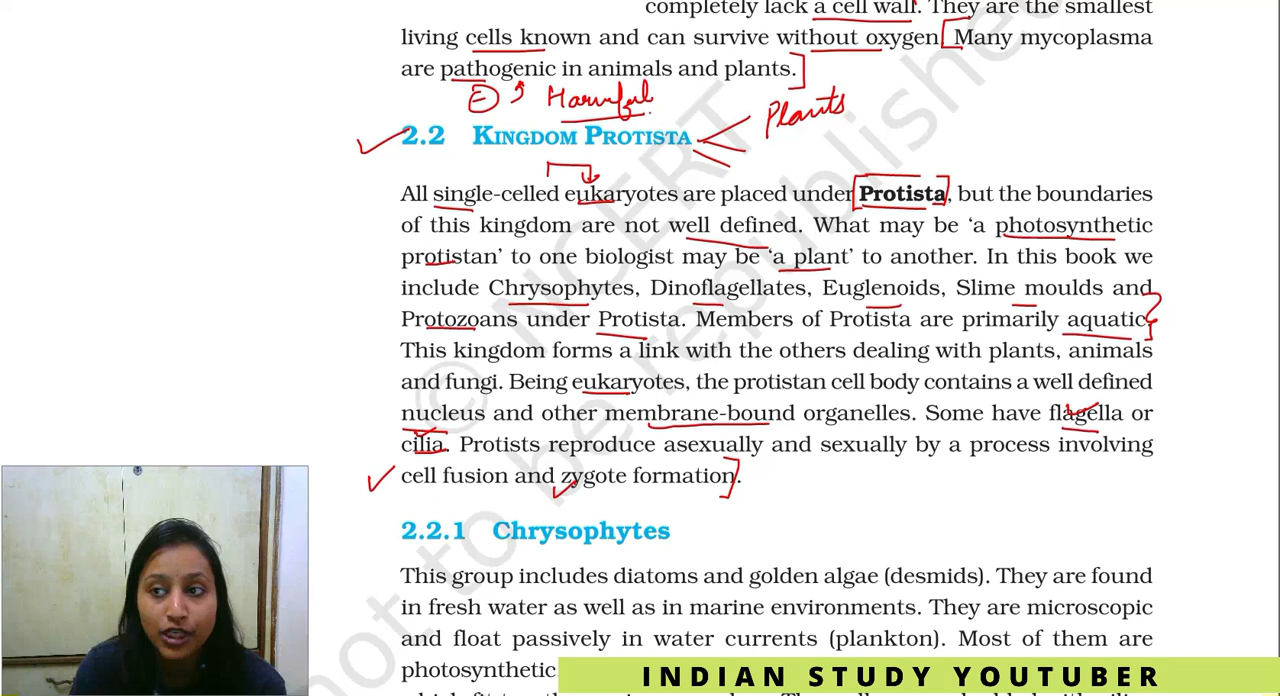 completely lack a cell wall. They are the smallest
living cells known and can survive without oxygen. Many mycoplasma
are pathogenic in animals and plants.
Harmful
Plants
2.2 KINGDOM PROTISTA
All single-celled eukaryotes are placed under Protista, but the boundaries
of this kingdom are not well defined. What may be ‘a photosynthetic
protistan’ to one biologist may be ‘a plant’ to another. In this book we
include Chrysophytes, Dinoflagellates, Euglenoids, Slime moulds and
Protozoans under Protista. Members of Protista are primarily aquatic.
This kingdom forms a link with the others dealing with plants, animals
and fungi. Being eukaryotes, the protistan cell body contains a well defined
nucleus and other membrane-bound organelles. Some have flagella or
cilia. Protists reproduce asexually and sexually by a process involving
cell fusion and zygote formation.
2.2.1 Chrysophytes
This group includes diatoms and golden algae (desmids). They are found
in fresh water as well as in marine environments. They are microscopic
and float passively in water currents (plankton). Most of them are
photosynthetic.
INDIAN STUDY YOUTUBER
© NCERT
not to be republished